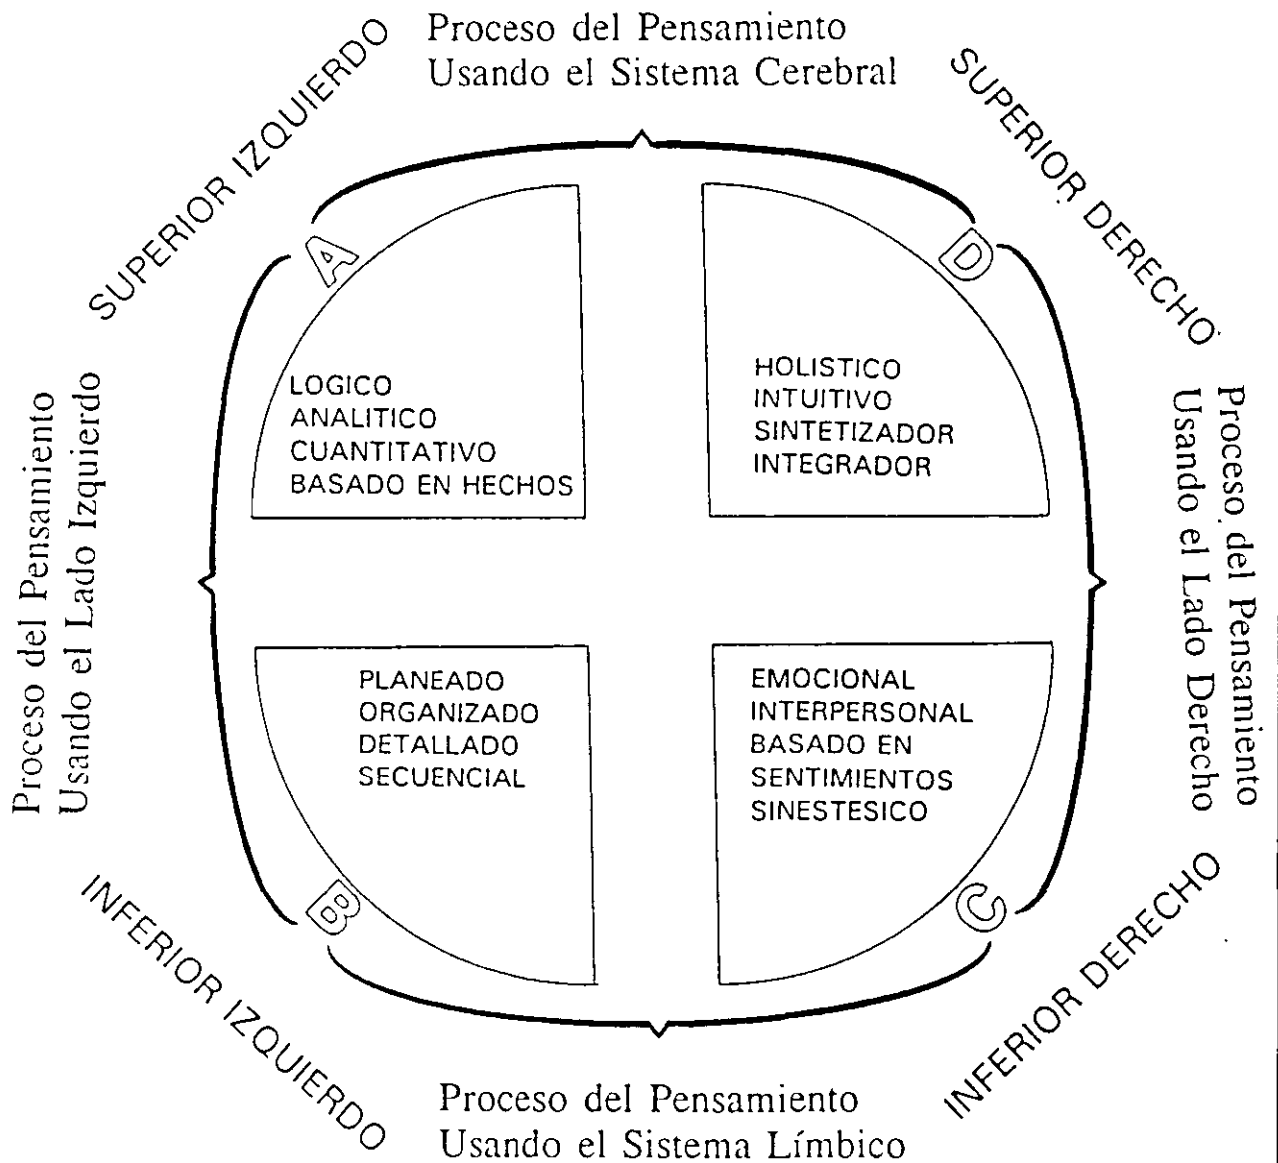 Proceso del Pensamiento
Usando el Sistema Cerebral
SUPERIOR IZQUIERDO
SUPERIOR DERECHO
A
LOGICO
ANALITICO
CUANTITATIVO
BASADO EN HECHOS
D
HOLISTICO
INTUITIVO
SINTETIZADOR
INTEGRADOR
Proceso del Pensamiento
Usando el Lado Izquierdo
Proceso del Pensamiento
Usando el Lado Derecho
PLANEADO
ORGANIZADO
DETALLADO
SECUENCIAL
B
EMOCIONAL
INTERPERSONAL
BASADO EN
SENTIMIENTOS
SINESTESICO
C
INFERIOR IZQUIERDO
INFERIOR DERECHO
Proceso del Pensamiento
Usando el Sistema Límbico